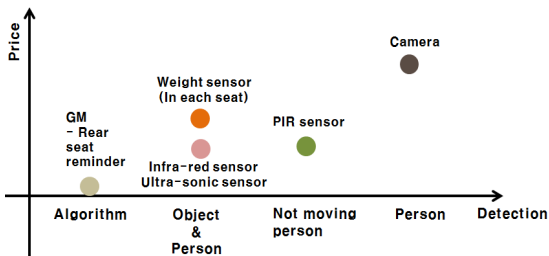 Price
Camera
Weight sensor
(In each seat)
GM
- Rear
seat
reminder
PIR sensor
Infra-red sensor
Ultra-sonic sensor
Algorithm
Object
&
Person
Not moving
person
Person
Detection